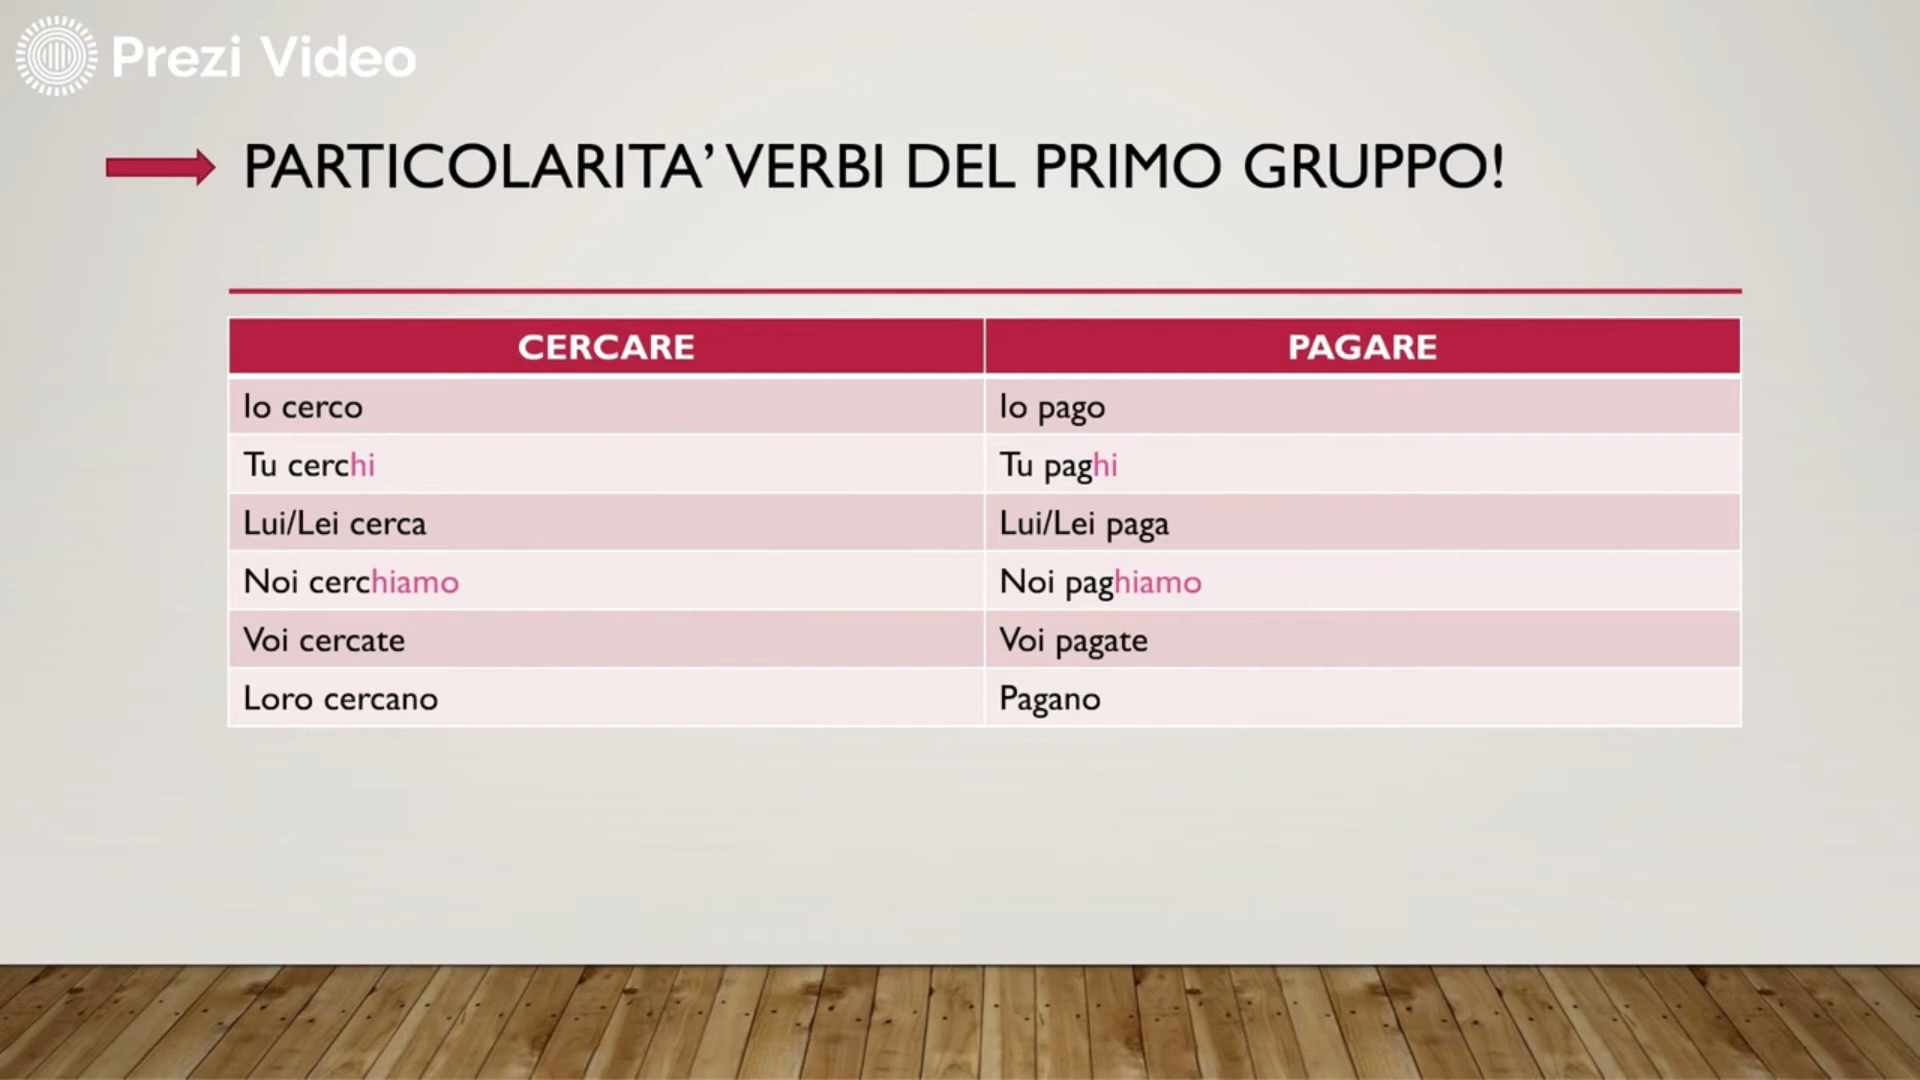 Prezi Video
PARTICOLARITA’ VERBI DEL PRIMO GRUPPO!
CERCARE PAGARE
Io cerco Io pago
Tu cerchi Tu paghi
Lui/Lei cerca Lui/Lei paga
Noi cerchiamo Noi paghiamo
Voi cercate Voi pagate
Loro cercano Pagano